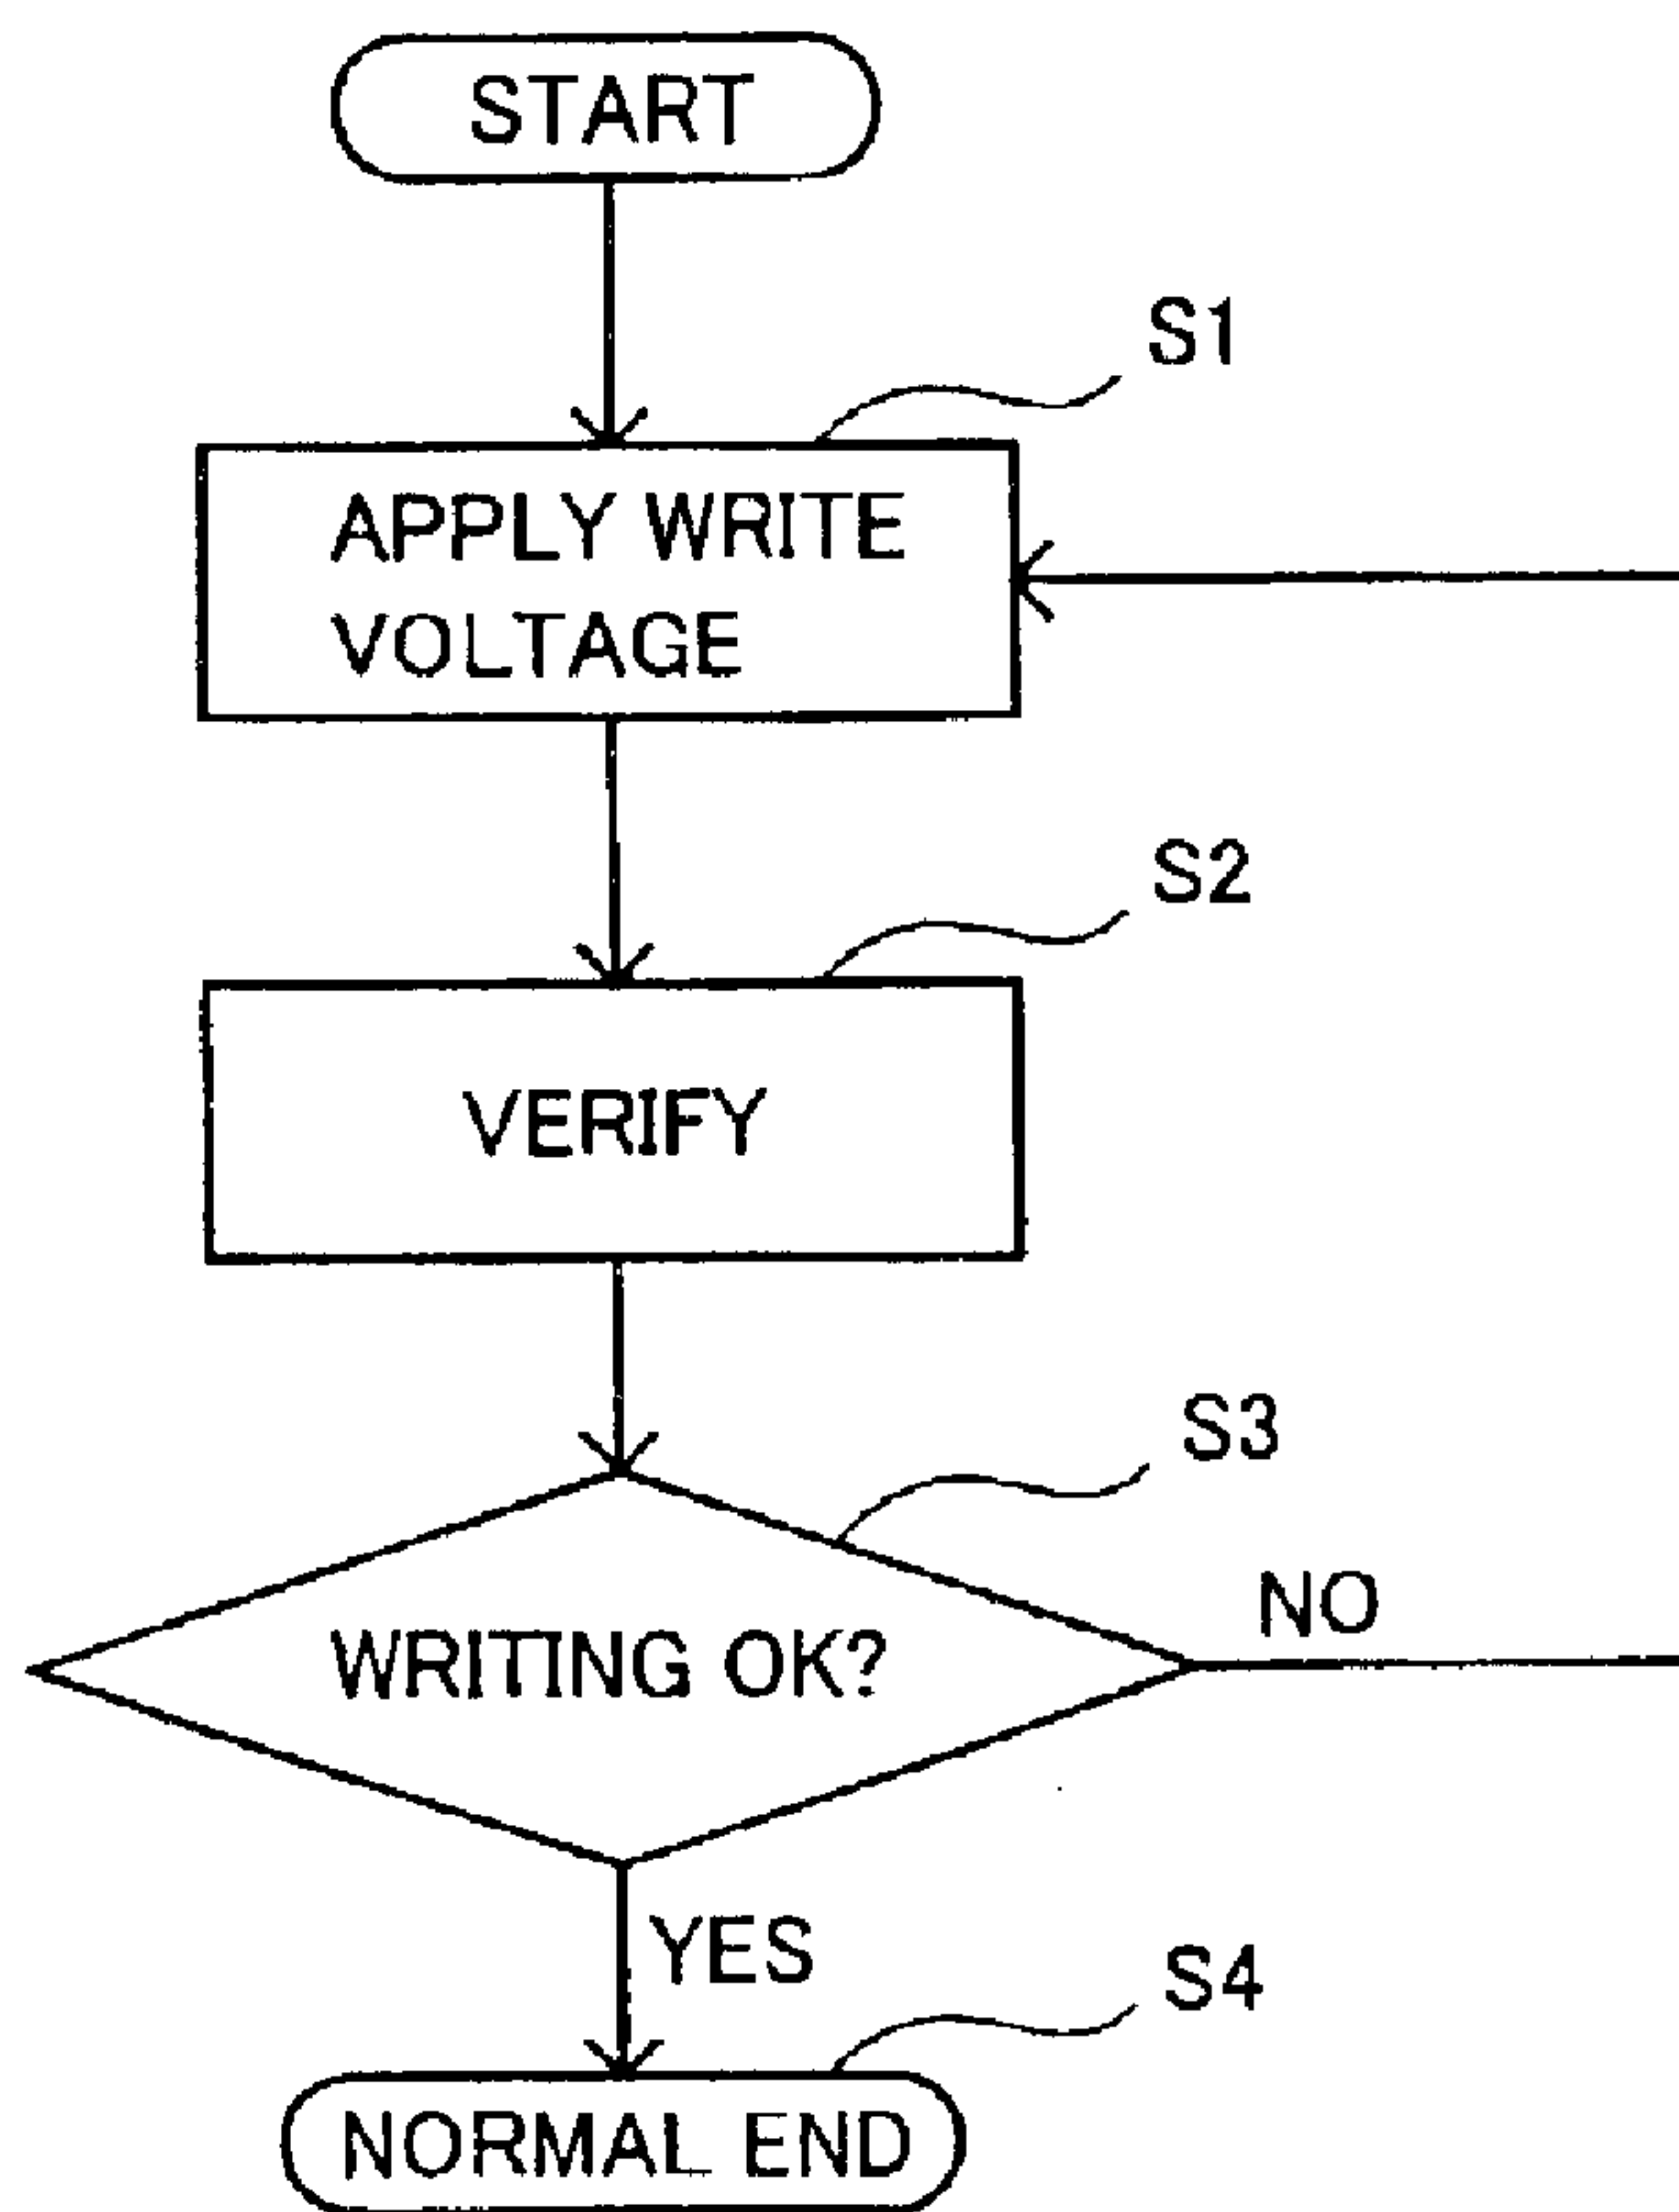 START
S1
APPLY WRITE
VOLTAGE
S2
VERIFY
S3
WRITING OK?
NO
YES
S4
NORMAL END